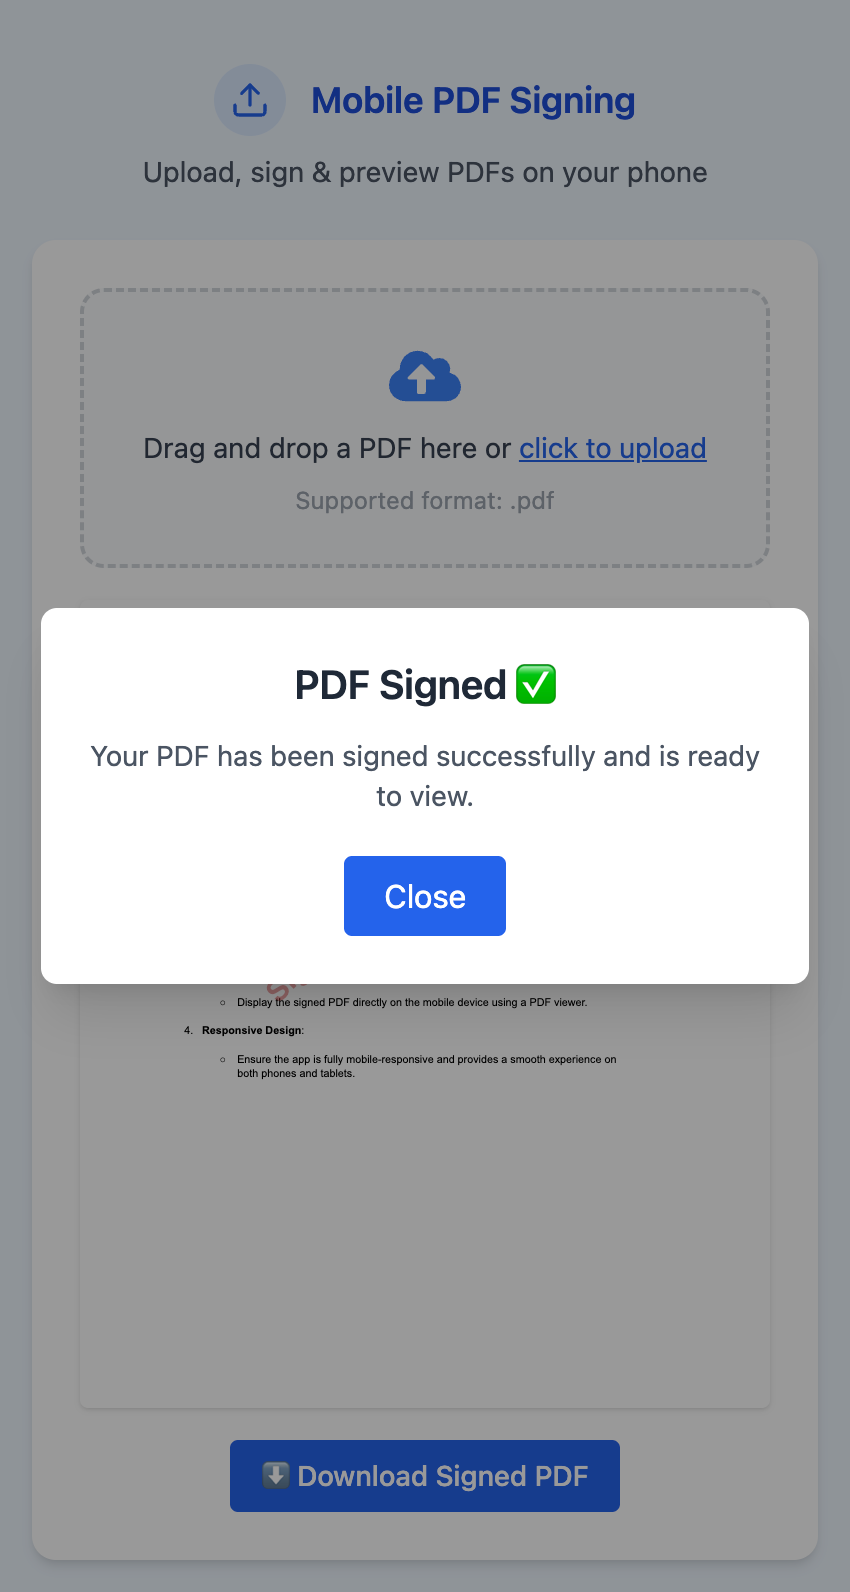 Mobile PDF Signing
Upload, sign & preview PDFs on your phone
Drag and drop a PDF here or click to upload
Supported format: .pdf
PDF Signed ✅
Your PDF has been signed successfully and is ready
to view.
Close
○ Display the signed PDF directly on the mobile device using a PDF viewer.
4. Responsive Design:
○ Ensure the app is fully mobile-responsive and provides a smooth experience on
both phones and tablets.
⬇️ Download Signed PDF